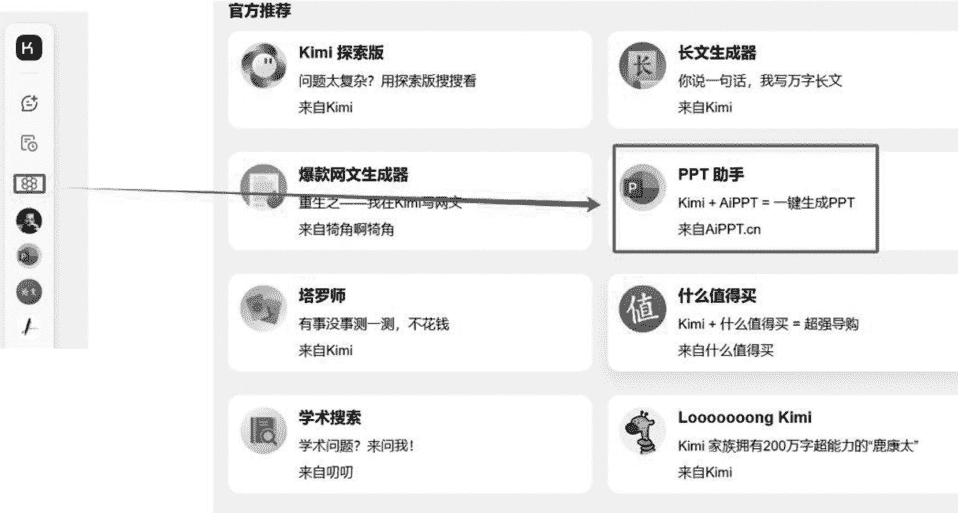 官方推荐
Kimi 探索版
问题太复杂？用探索版搜搜看
来自Kimi
长文生成器
你说一句话，我写万字长文
来自Kimi
爆款网文生成器
重生之——我在Kimi写网文
来自犄角啊犄角
PPT 助手
Kimi + AiPPT = 一键生成PPT
来自AiPPT.cn
塔罗师
有事没事测一测，不花钱
来自Kimi
什么值得买
Kimi + 什么值得买 = 超强导购
来自什么值得买
学术搜索
学术问题？来问我！
来自叨叨
Looooooong Kimi
Kimi 家族拥有200万字超能力的“鹿康太”
来自Kimi
K
长
P
值